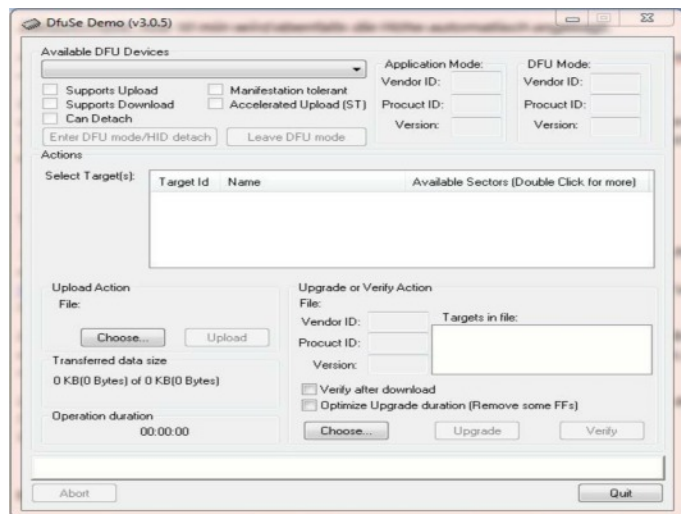 DfuSe Demo (v3.0.5)
Available DFU Devices
Supports Upload
Supports Download
Can Detach
Manifestation tolerant
Accelerated Upload (ST)
Enter DFU mode/HID detach
Leave DFU mode
Application Mode:
Vendor ID:
Procuct ID:
Version:
DFU Mode:
Vendor ID:
Procuct ID:
Version:
Actions
Select Target(s):
Target Id Name Available Sectors (Double Click for more)
Upload Action
File:
Choose... Upload
Transferred data size
0 KB(0 Bytes) of 0 KB(0 Bytes)
Operation duration
00:00:00
Upgrade or Verify Action
File:
Vendor ID:
Procuct ID:
Version:
Targets in file:
Verify after download
Optimize Upgrade duration (Remove some FFs)
Choose... Upgrade Verify
Abort Quit